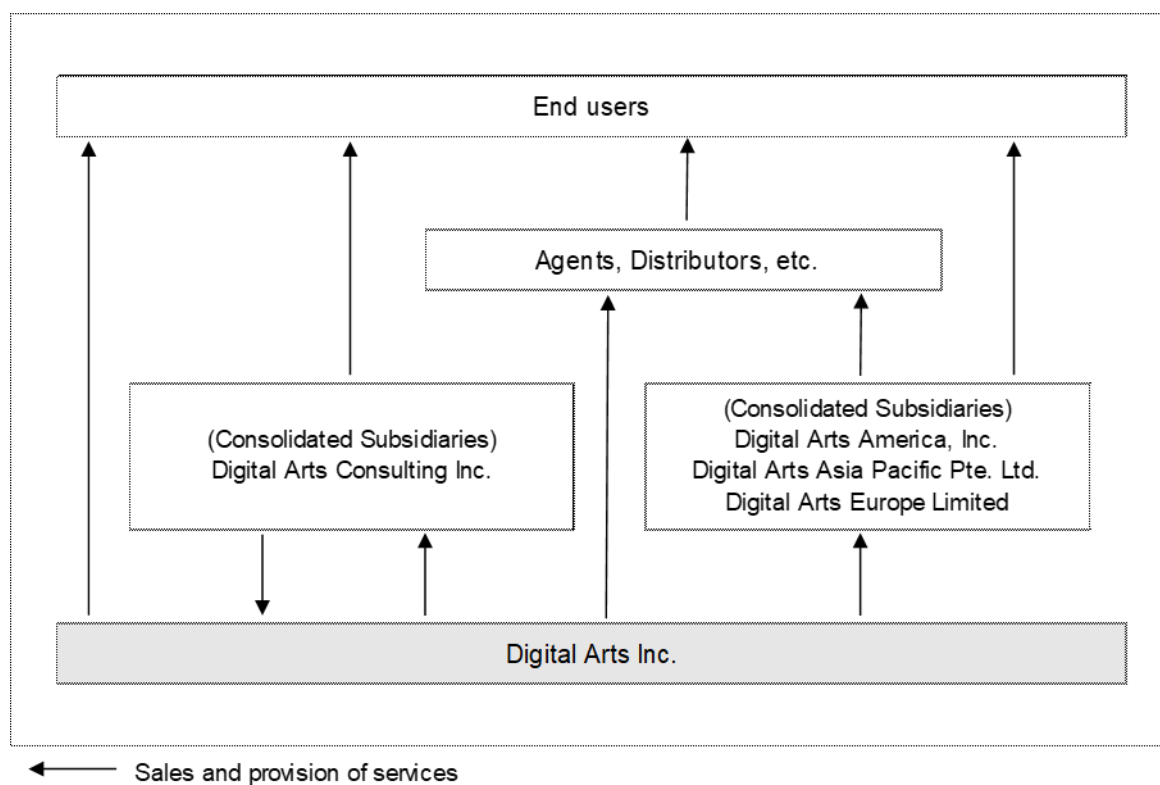 End users
Agents, Distributors, etc.
(Consolidated Subsidiaries)
Digital Arts Consulting Inc.
(Consolidated Subsidiaries)
Digital Arts America, Inc.
Digital Arts Asia Pacific Pte. Ltd.
Digital Arts Europe Limited
Digital Arts Inc.
Sales and provision of services